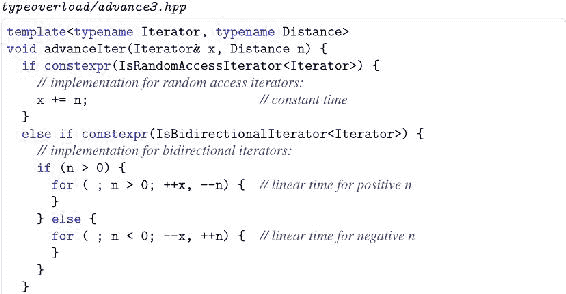 typeoverload/advance3.hpp
template<typename Iterator, typename Distance>
void advanceIter(Iterator& x, Distance n) {
  if constexpr(IsRandomAccessIterator<Iterator>) {
    // implementation for random access iterators:
    x += n;                       // constant time
  }
  else if constexpr(IsBidirectionalIterator<Iterator>) {
    // implementation for bidirectional iterators:
    if (n > 0) {
      for ( ; n > 0; ++x, --n) {  // linear time for positive n
      }
    } else {
      for ( ; n < 0; --x, ++n) {  // linear time for negative n
      }
    }
  }